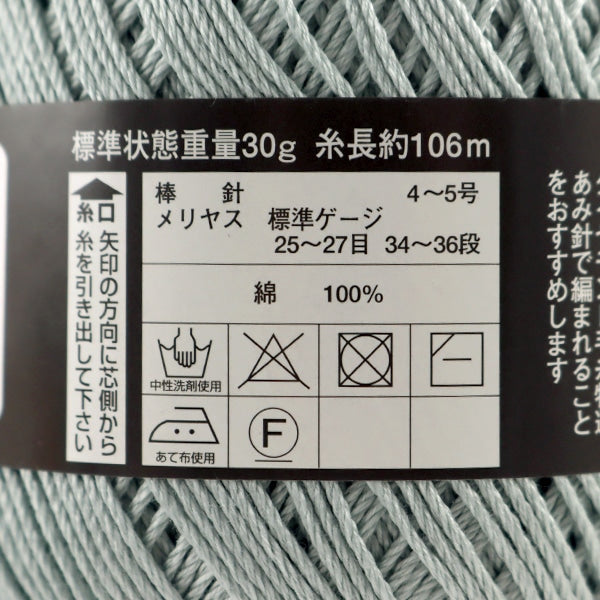 標準状態重量30g 糸長約106m
糸口
矢印の方向に芯側から
糸を引き出して下さい
棒 針 4～5号
メリヤス 標準ゲージ
25～27目 34～36段
綿 100%
中性洗剤使用
あて布使用
F
あみ針で編まれること
をおすすめします